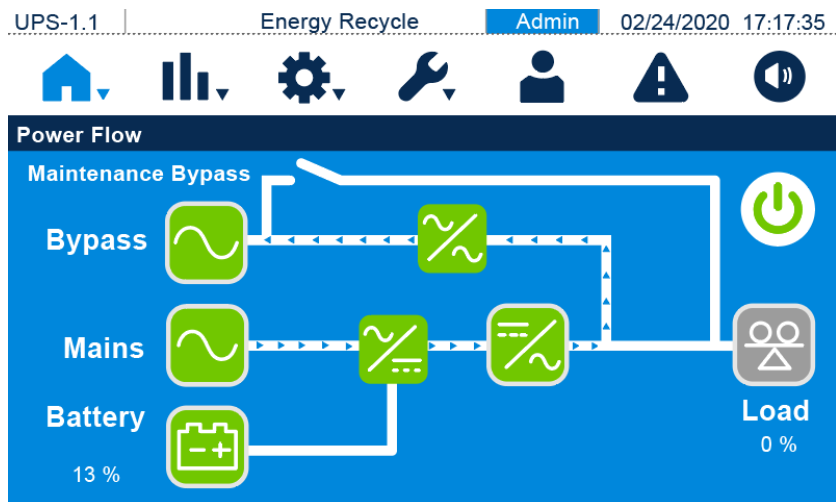 UPS-1.1 Energy Recycle Admin 02/24/2020 17:17:35
Power Flow
Maintenance Bypass
Bypass
Mains
Battery
13 %
Load
0 %